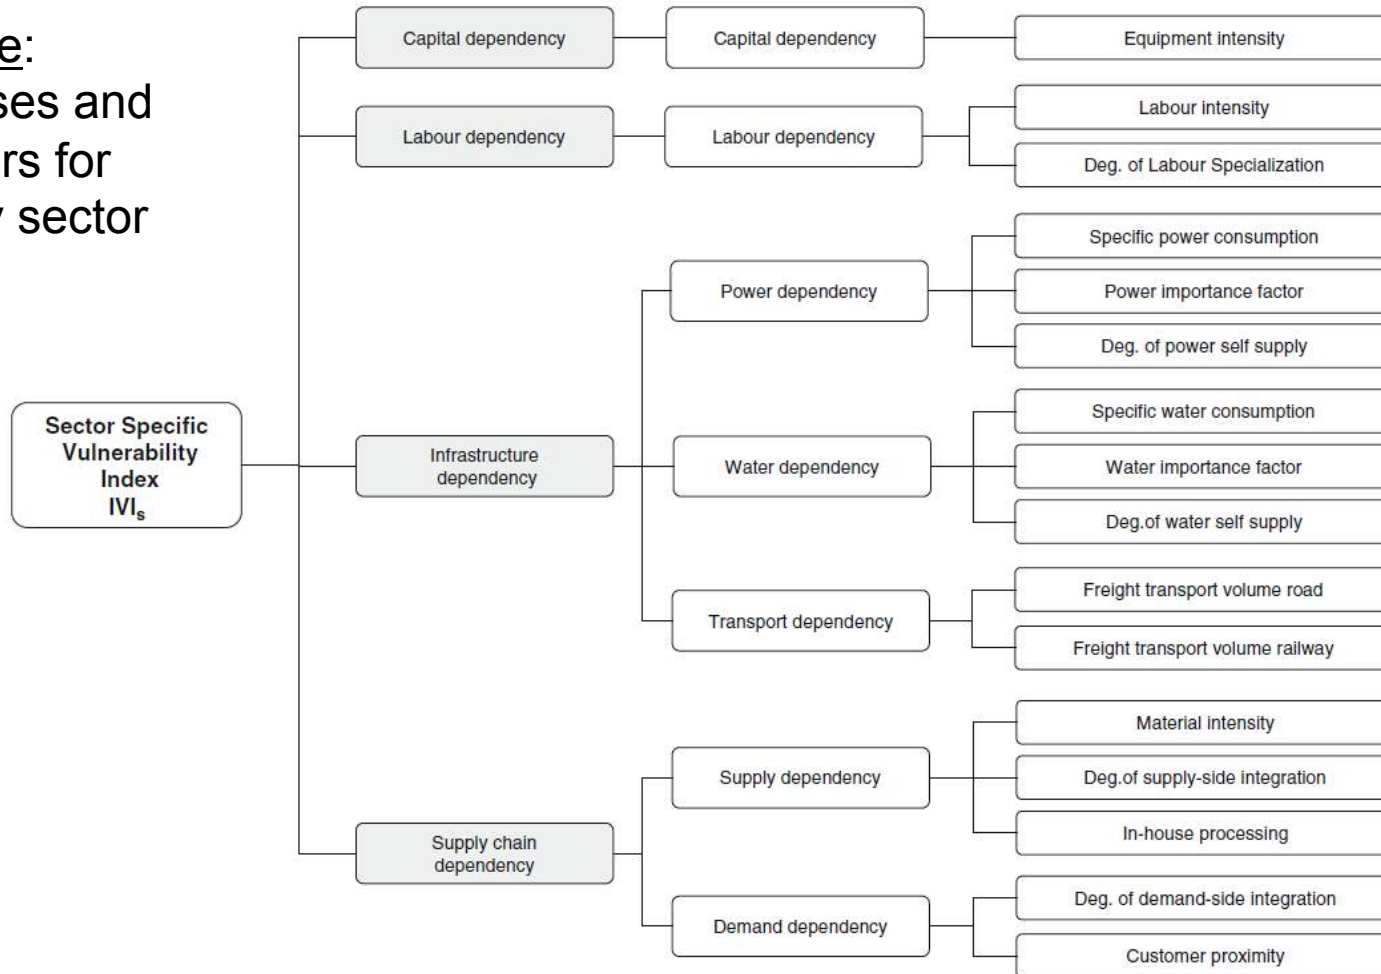 e:
ses and
rs for
y sector
Sector Specific
Vulnerability
Index
IVIs
Capital dependency
Labour dependency
Infrastructure
dependency
Supply chain
dependency
Capital dependency
Labour dependency
Power dependency
Water dependency
Transport dependency
Supply dependency
Demand dependency
Equipment intensity
Labour intensity
Deg. of Labour Specialization
Specific power consumption
Power importance factor
Deg. of power self supply
Specific water consumption
Water importance factor
Deg.of water self supply
Freight transport volume road
Freight transport volume railway
Material intensity
Deg.of supply-side integration
In-house processing
Deg. of demand-side integration
Customer proximity